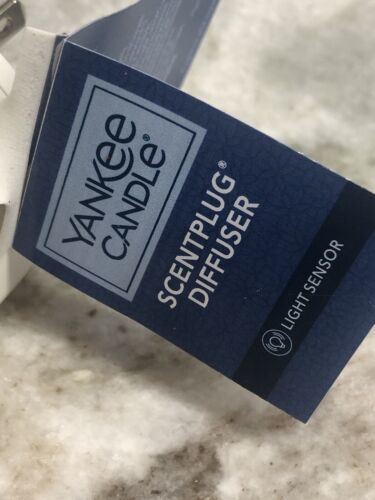 YANKEE
CANDLE®
SCENTPLUG®
DIFFUSER
LIGHT SENSOR